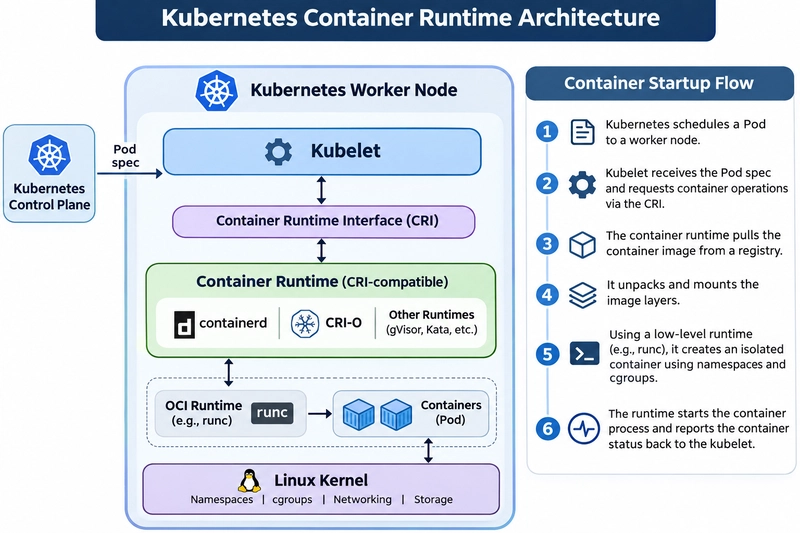 Kubernetes Container Runtime Architecture
Kubernetes
Control Plane
Pod
spec
Kubernetes Worker Node
Kubelet
Container Runtime Interface (CRI)
Container Runtime (CRI-compatible)
d containerd
CRI-O
Other Runtimes
(gVisor, Kata, etc.)
OCI Runtime
(e.g., runc)
runc
Containers
(Pod)
Linux Kernel
Namespaces | cgroups | Networking | Storage
Container Startup Flow
1 Kubernetes schedules a Pod
to a worker node.
2 Kubelet receives the Pod spec
and requests container operations
via the CRI.
3 The container runtime pulls the
container image from a registry.
4 It unpacks and mounts the
image layers.
5 Using a low-level runtime
(e.g., runc), it creates an isolated
container using namespaces and
cgroups.
6 The runtime starts the container
process and reports the container
status back to the kubelet.